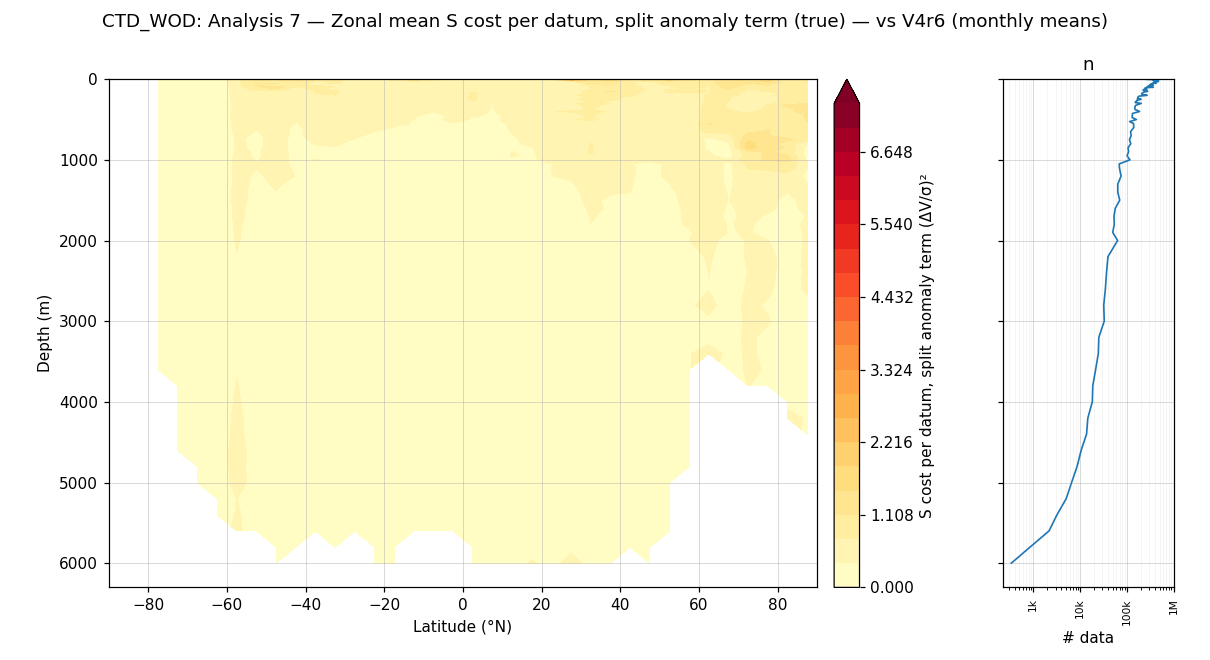 CTD_WOD: Analysis 7 — Zonal mean S cost per datum, split anomaly term (true) — vs V4r6 (monthly means)
n
0
1000
2000
3000
4000
5000
6000
Depth (m)
−80
−60
−40
−20
0
20
40
60
80
Latitude (°N)
6.648
5.540
4.432
3.324
2.216
1.108
0.000
S cost per datum, split anomaly term (ΔV/σ)²
1k
10k
100k
1M
# data